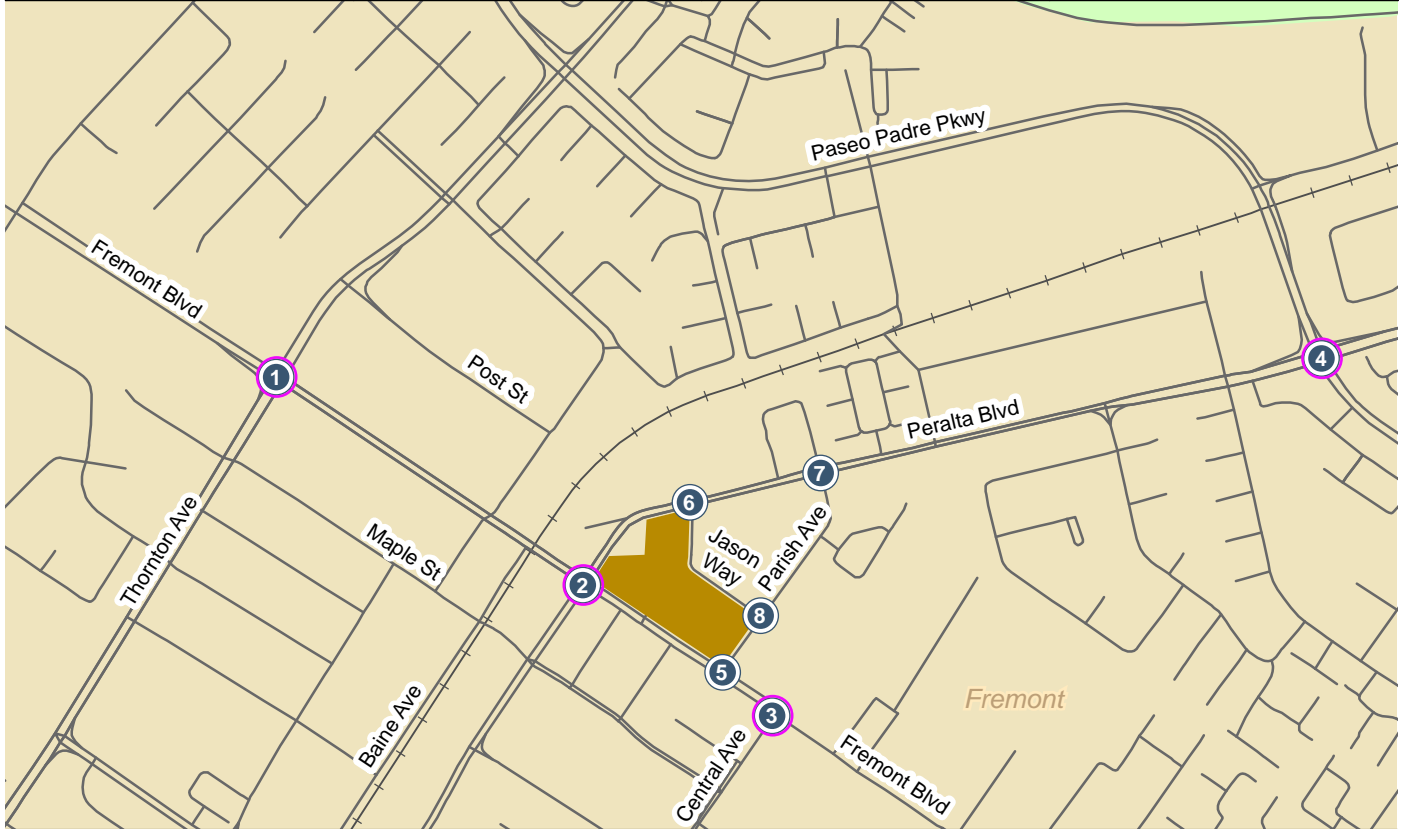 Paseo Padre Pkwy
Fremont Blvd
4
1
Post St
Peralta Blvd
7
6
Thornton Ave
Maple St
Jason
Way
Parish Ave
2
8
5
Baine Ave
Fremont
3
Central Ave
Fremont Blvd